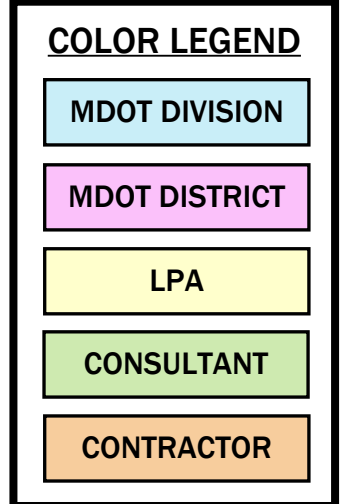 COLOR LEGEND
MDOT DIVISION
MDOT DISTRICT
LPA
CONSULTANT
CONTRACTOR